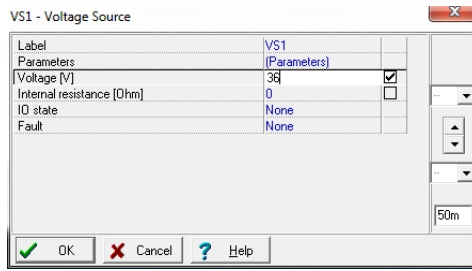 VS1 - Voltage Source
Label VS1
Parameters (Parameters)
Voltage [V] 36
Internal resistance [Ohm] 0
IO state None
Fault None
--
--
50m
OK Cancel ? Help